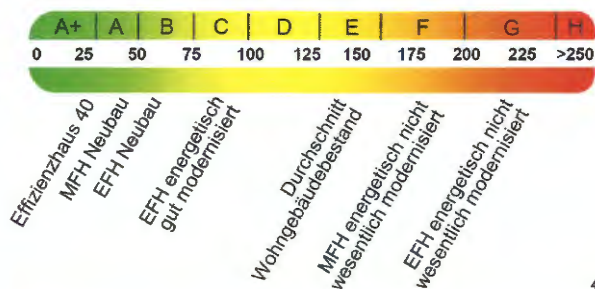 A+ A B C D E F G H
0 25 50 75 100 125 150 175 200 225 >250
Effizienzhaus 40
MFH Neubau
EFH Neubau
EFH energetisch
gut modernisiert
Durchschnitt
Wohngebäudebestand
MFH energetisch nicht
wesentlich modernisiert
EFH energetisch nicht
wesentlich modernisiert